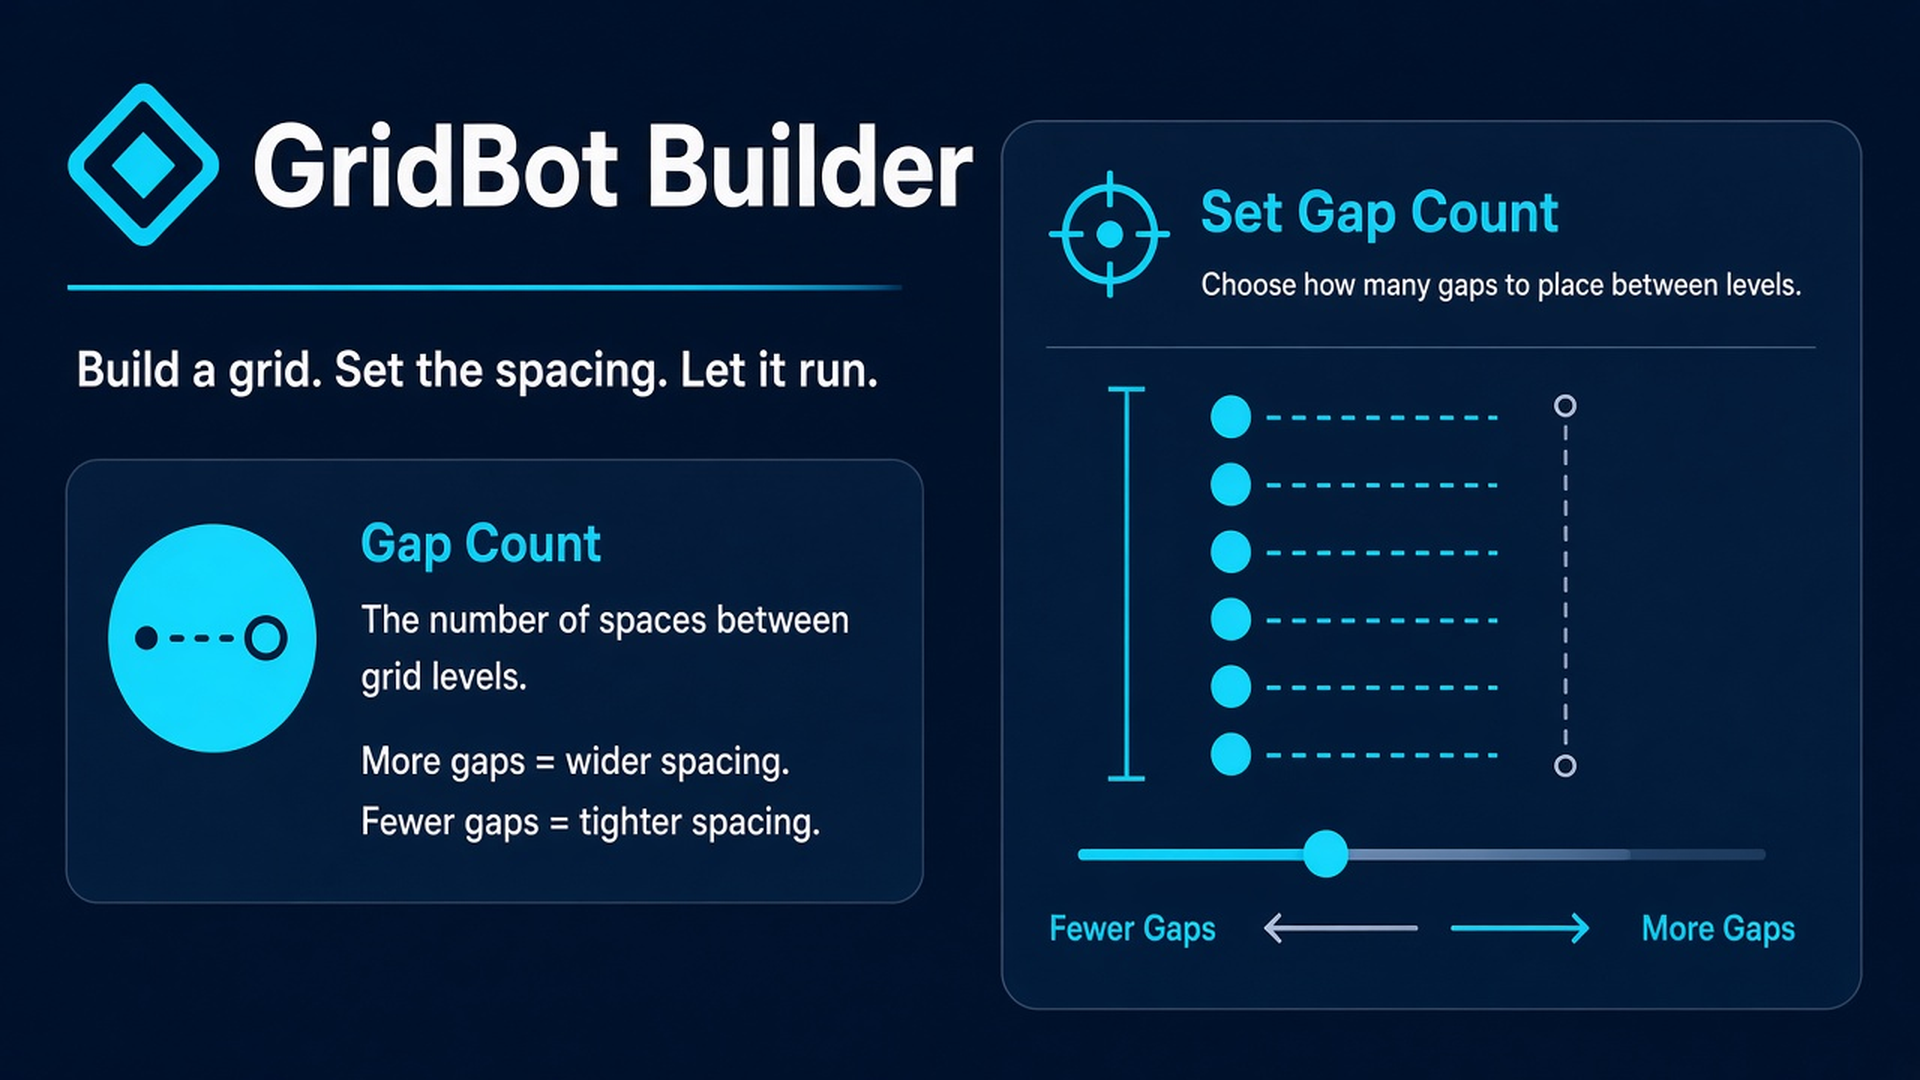 GridBot Builder
Build a grid. Set the spacing. Let it run.
Gap Count
The number of spaces between
grid levels.
More gaps = wider spacing.
Fewer gaps = tighter spacing.
Set Gap Count
Choose how many gaps to place between levels.
Fewer Gaps
More Gaps